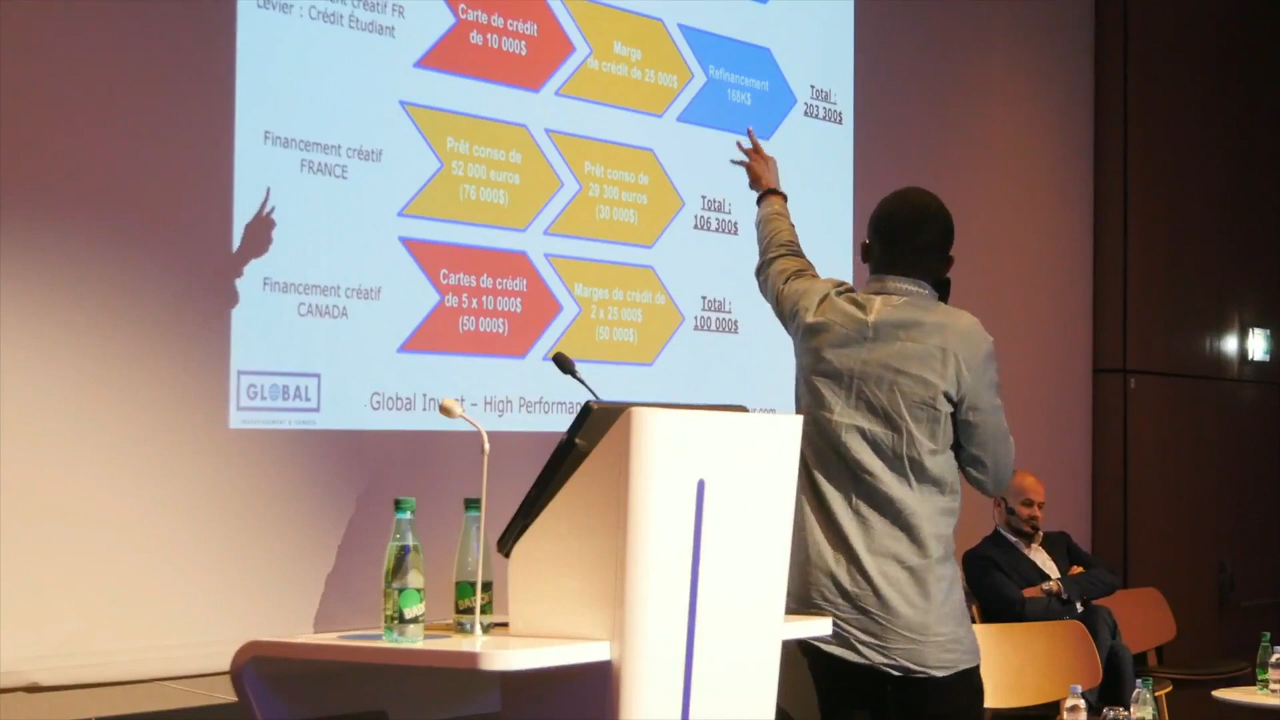 créatif FR
Levier : Crédit Étudiant
Carte de crédit
de 10 000$
Marge
de crédit de 25 000$
Refinancement
168K$
Total :
203 300$
Financement créatif
FRANCE
Prêt conso de
52 000 euros
(76 000$)
Prêt conso de
29 300 euros
(30 000$)
Total :
106 300$
Financement créatif
CANADA
Cartes de crédit
de 5 x 10 000$
(50 000$)
Marges de crédit de
2 x 25 000$
(50 000$)
Total :
100 000$
GLOBAL
Global Invest – High Performan